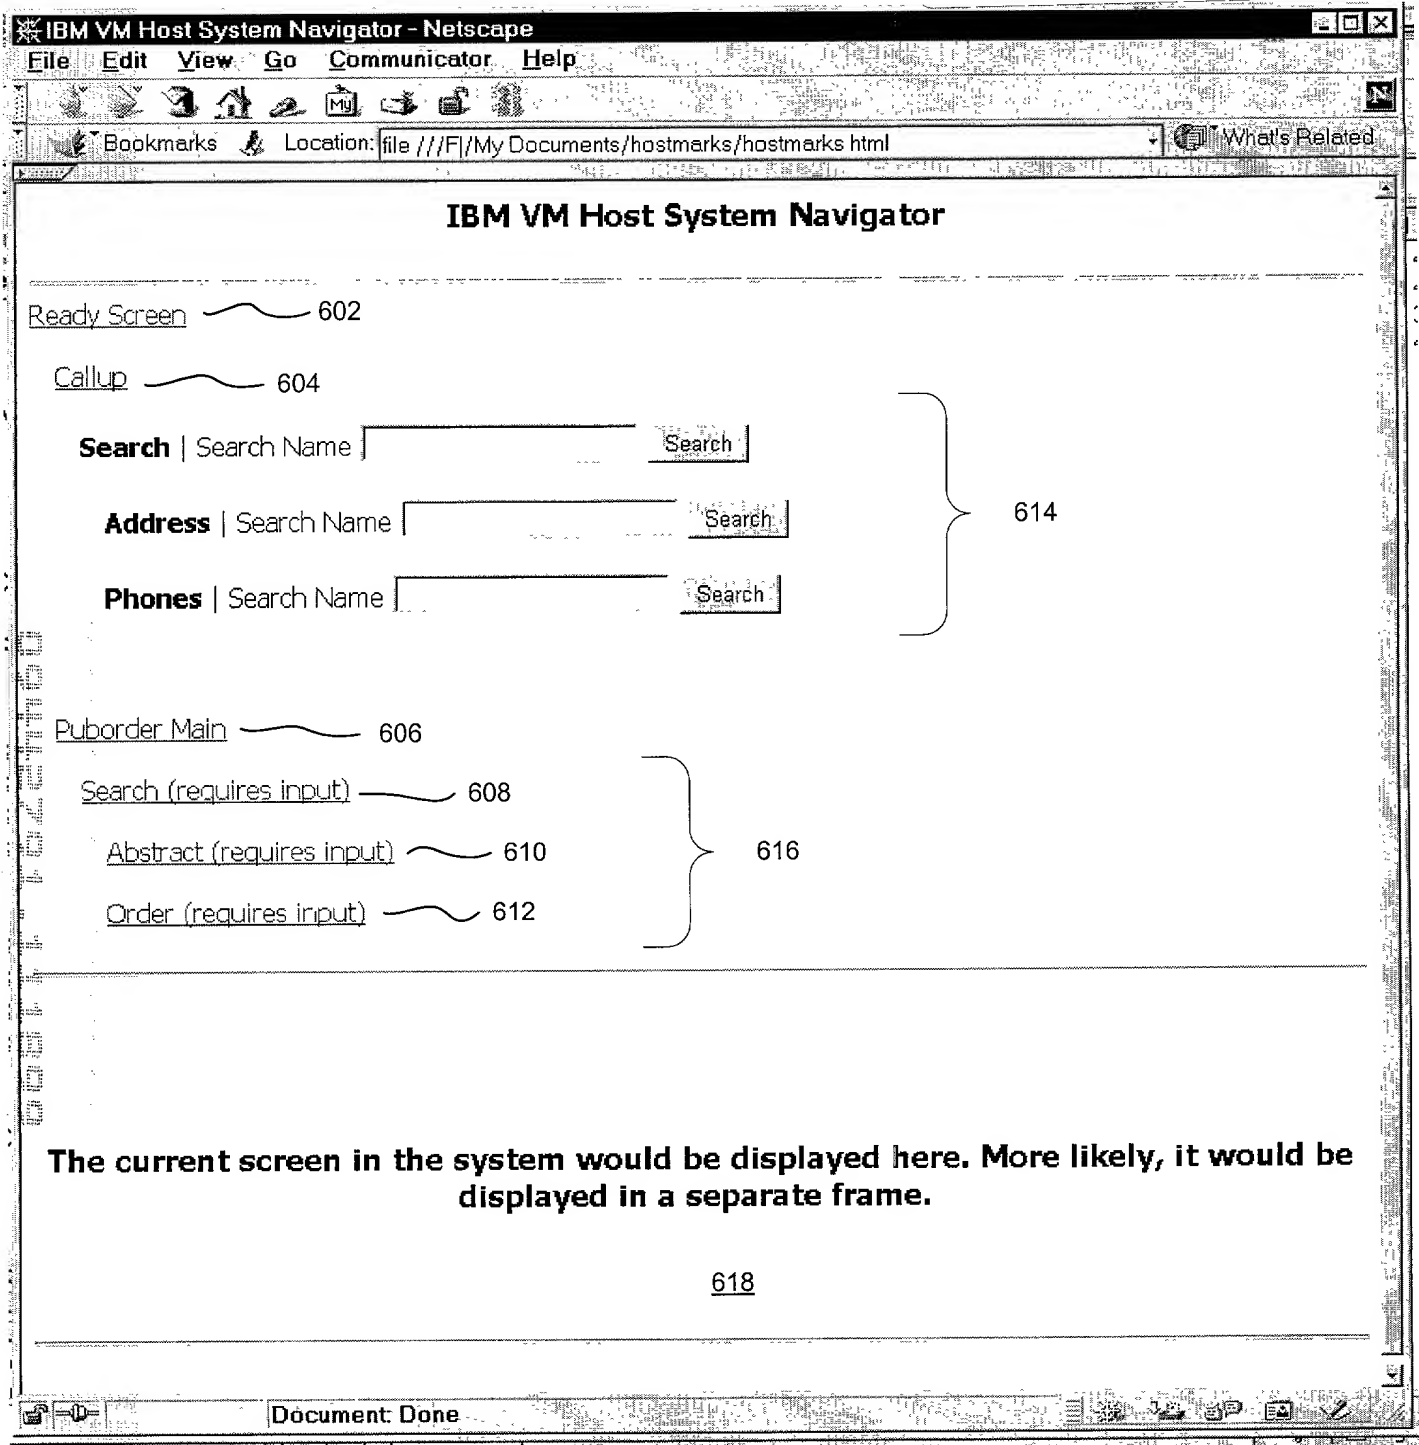 IBM VM Host System Navigator - Netscape
File Edit View Go Communicator Help
My N
Bookmarks Location: file ///F|/My Documents/hostmarks/hostmarks html What's Related
IBM VM Host System Navigator
Ready Screen 602
Callup 604
Search | Search Name Search
Address | Search Name Search
614
Phones | Search Name Search
Puborder Main 606
Search (requires input) 608
Abstract (requires input) 610
616
Order (requires input) 612
The current screen in the system would be displayed here. More likely, it would be
displayed in a separate frame.
618
Document: Done